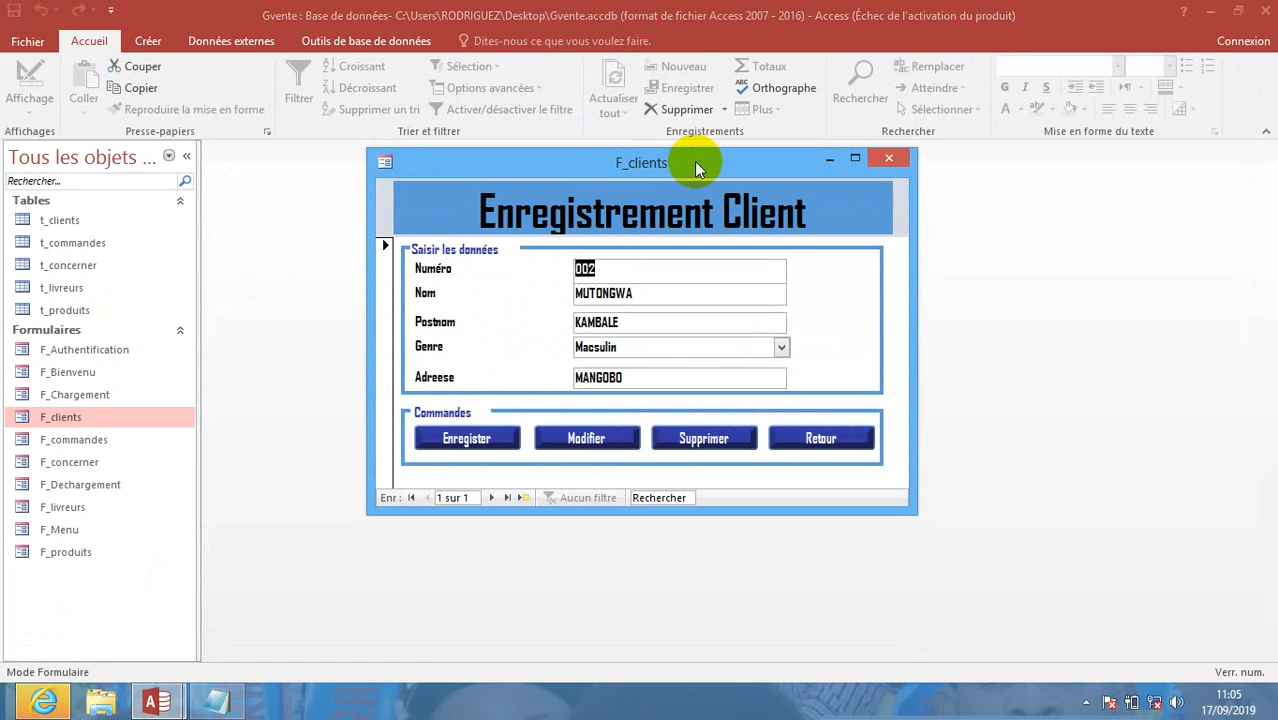 Gvente : Base de données- C:\Users\RODRIGUEZ\Desktop\Gvente.accdb (format de fichier Access 2007 - 2016) - Access (Échec de l'activation du produit)
Fichier Accueil Créer Données externes Outils de base de données Dites-nous ce que vous voulez faire. Connexion
Affichage
Affichages
Coller
Couper
Copier
Reproduire la mise en forme
Presse-papiers
Filtrer
Croissant
Décroissant
Supprimer un tri
Sélection
Options avancées
Activer/désactiver le filtre
Trier et filtrer
Actualiser
tout
Nouveau
Enregistrer
Supprimer
Totaux
Orthographe
Plus
Enregistrements
Rechercher
Remplacer
Atteindre
Sélectionner
Rechercher
G I S
A
Mise en forme du texte
Tous les objets ...
Rechercher...
Tables
t_clients
t_commandes
t_concerner
t_livreurs
t_produits
Formulaires
F_Authentification
F_Bienvenu
F_Chargement
F_clients
F_commandes
F_concerner
F_Dechargement
F_livreurs
F_Menu
F_produits
F_clients
Enregistrement Client
Saisir les données
Numéro 002
Nom MUTONGWA
Postnom KAMBALE
Genre Macsulin
Adreese MANGOBO
Commandes
Enregister Modifier Supprimer Retour
Enr : 1 sur 1 Aucun filtre Rechercher
Mode Formulaire Verr. num.
11:05
17/09/2019